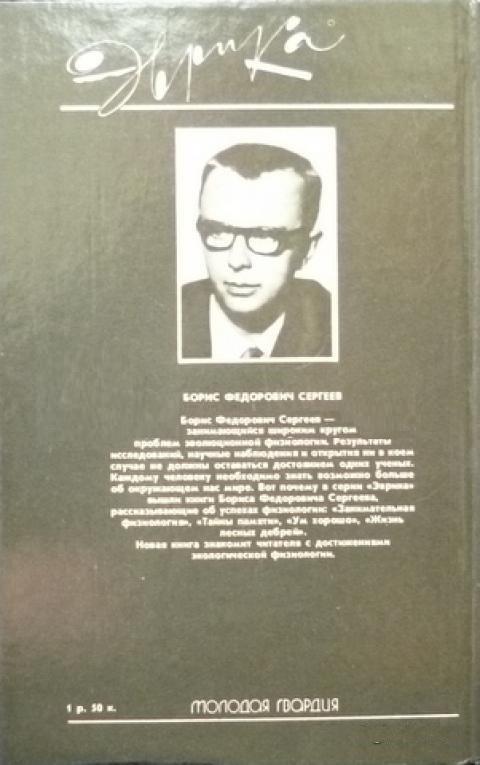 Эврика
БОРИС ФЕДОРОВИЧ СЕРГЕЕВ
Борис Федорович Сергеев —
занимающийся широким кругом
проблем эволюционной физиологии. Результаты
исследований, научные наблюдения и открытия ни в коем
случае не должны оставаться достоянием одних ученых.
Каждому человеку необходимо знать возможно больше
об окружающем нас мире. Вот почему в серии «Эврика»
вышли книги Бориса Федоровича Сергеева,
рассказывающие об успехах физиологии: «Занимательная
физиология», «Тайны памяти», «Ум хорошо», «Жизнь
лесных дебрей».
Новая книга знакомит читателя с достижениями
экологической физиологии.
1 р. 50 к.
МОЛОДАЯ ГВАРДИЯ